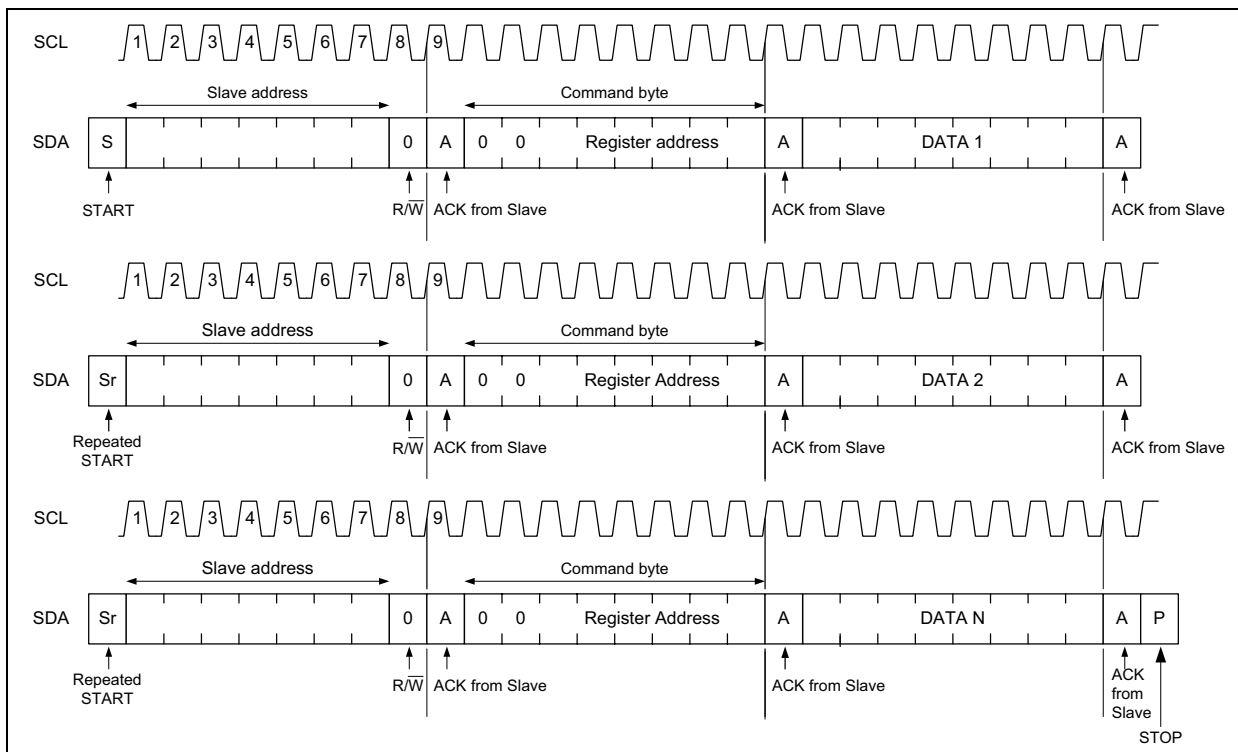 SCL 1 2 3 4 5 6 7 8 9
Slave address Command byte
SDA S 0 A 0 0 Register address A DATA 1 A
START R/W̅ ACK from Slave ACK from Slave ACK from Slave
SCL 1 2 3 4 5 6 7 8 9
Slave address Command byte
SDA Sr 0 A 0 0 Register Address A DATA 2 A
Repeated
START R/W̅ ACK from Slave ACK from Slave ACK from Slave
SCL 1 2 3 4 5 6 7 8 9
Slave address Command byte
SDA Sr 0 A 0 0 Register Address A DATA N A P
Repeated
START R/W̅ ACK from Slave ACK from Slave ACK
from
Slave
STOP